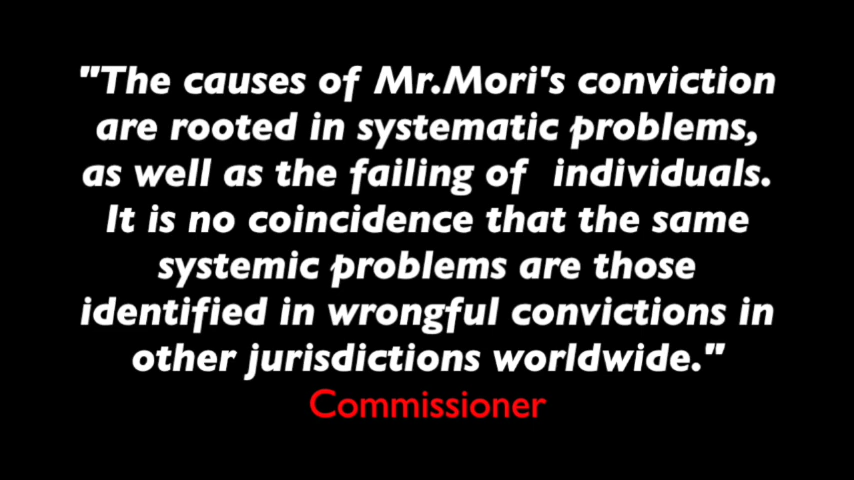 "The causes of Mr.Mori's conviction
are rooted in systematic problems,
as well as the failing of  individuals.
It is no coincidence that the same
systemic problems are those
identified in wrongful convictions in
other jurisdictions worldwide."
Commissioner